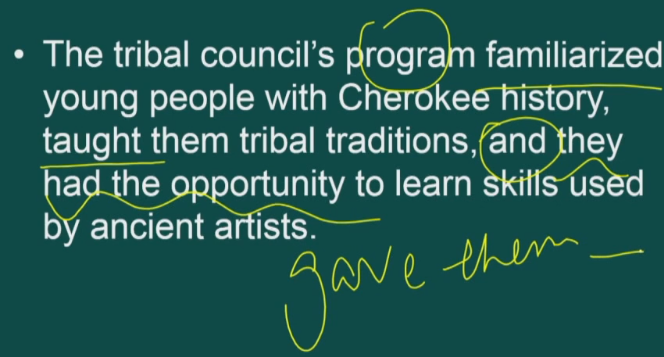 • The tribal council's program familiarized
young people with Cherokee history,
taught them tribal traditions, and they
had the opportunity to learn skills used
by ancient artists.
gave them